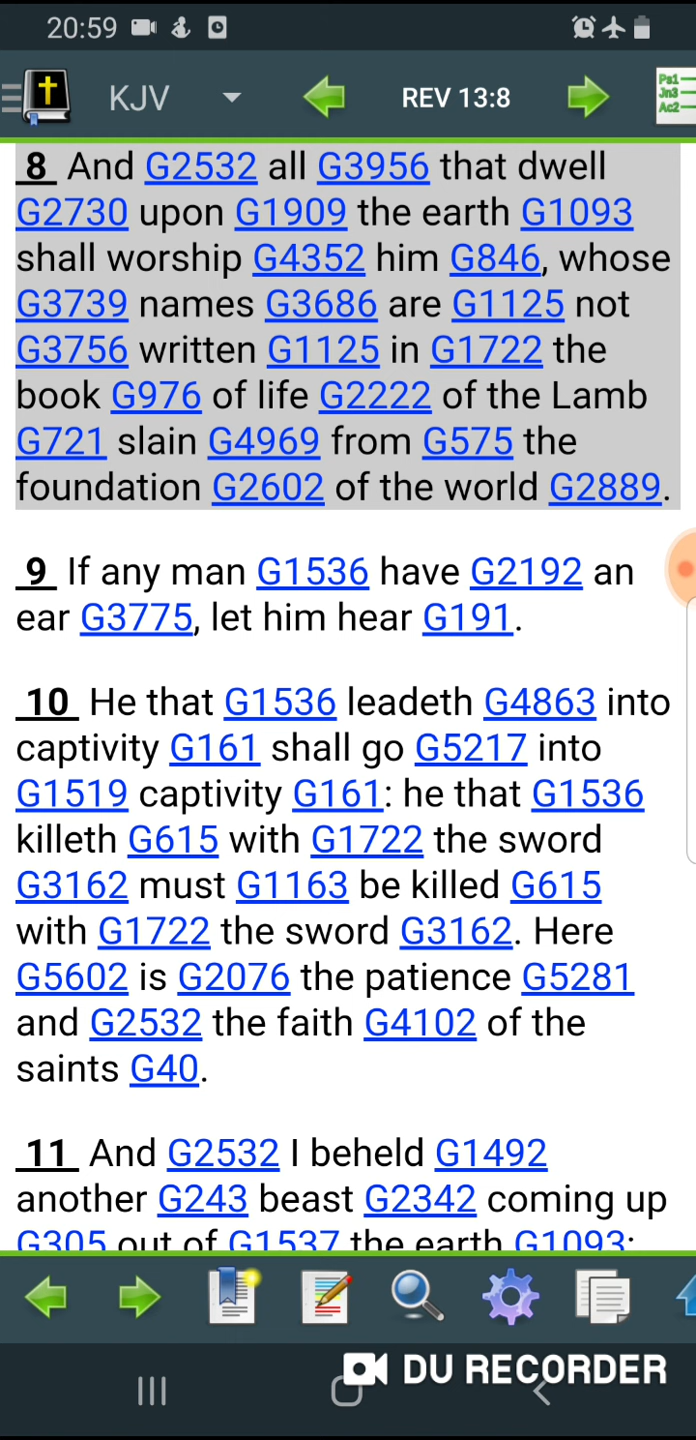 20:59
KJV REV 13:8 Ps1 Jn3 Ac2
8 And G2532 all G3956 that dwell
G2730 upon G1909 the earth G1093
shall worship G4352 him G846, whose
G3739 names G3686 are G1125 not
G3756 written G1125 in G1722 the
book G976 of life G2222 of the Lamb
G721 slain G4969 from G575 the
foundation G2602 of the world G2889.
9 If any man G1536 have G2192 an
ear G3775, let him hear G191.
10 He that G1536 leadeth G4863 into
captivity G161 shall go G5217 into
G1519 captivity G161: he that G1536
killeth G615 with G1722 the sword
G3162 must G1163 be killed G615
with G1722 the sword G3162. Here
G5602 is G2076 the patience G5281
and G2532 the faith G4102 of the
saints G40.
11 And G2532 I beheld G1492
another G243 beast G2342 coming up
G305 out of G1537 the earth G1093:
DU RECORDER